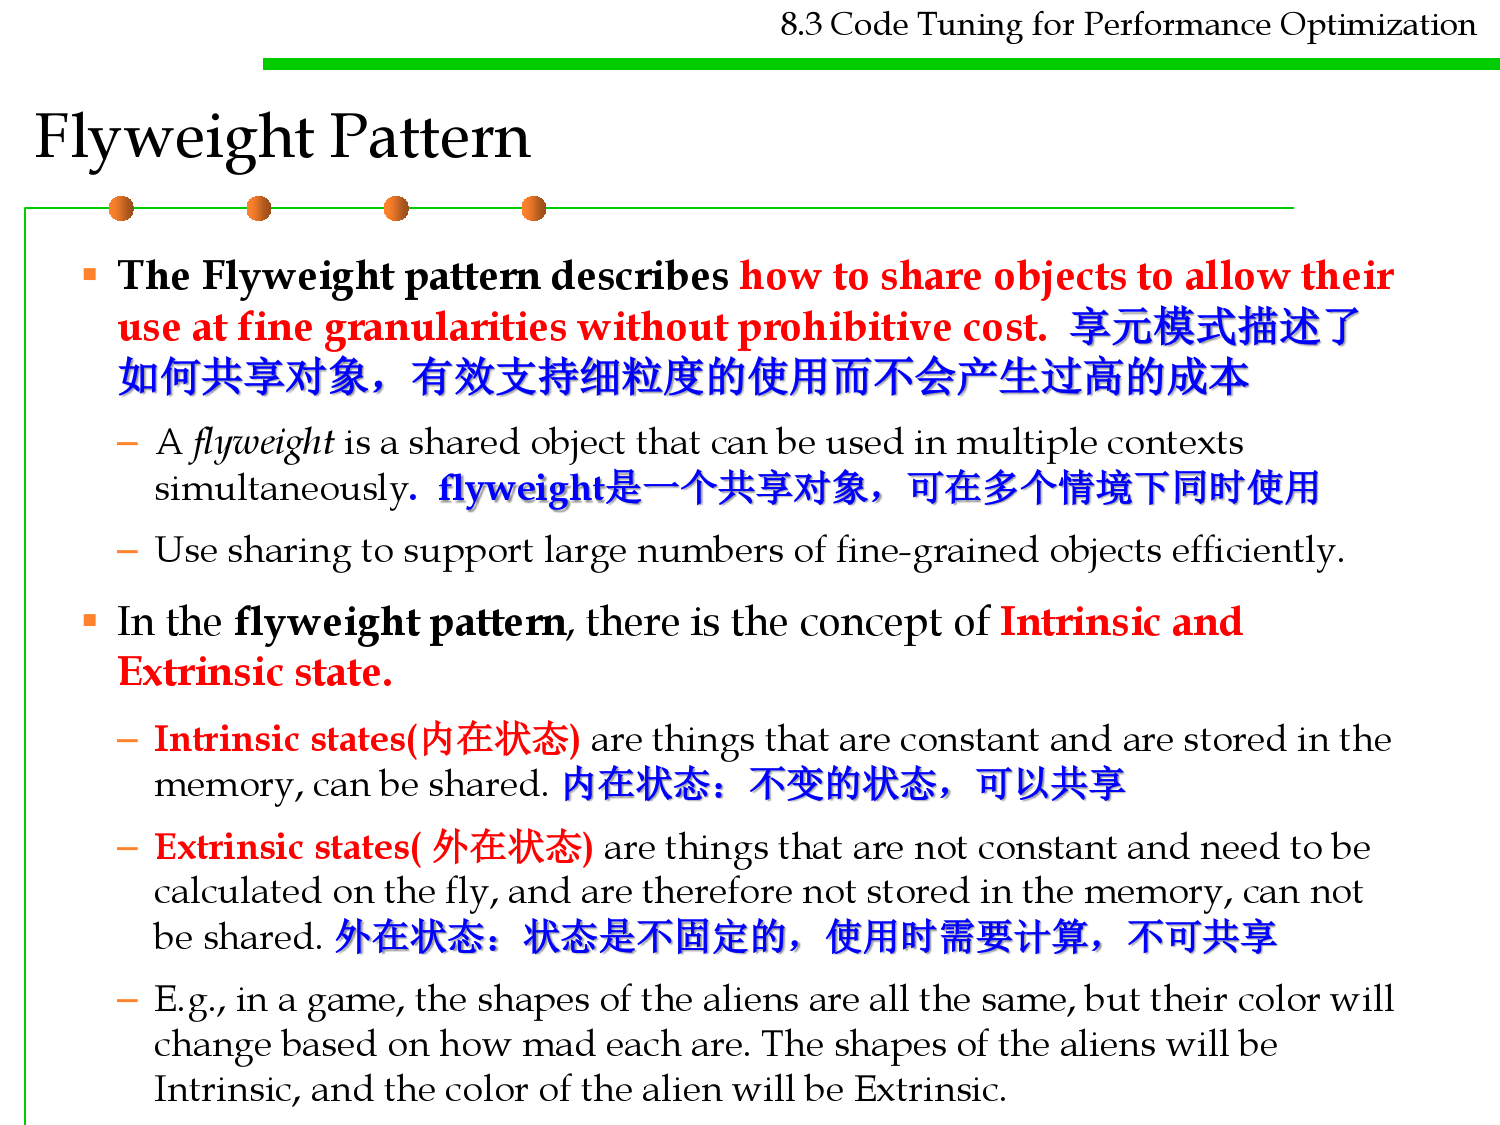 8.3 Code Tuning for Performance Optimization
Flyweight Pattern
▪ The Flyweight pattern describes how to share objects to allow their
use at fine granularities without prohibitive cost. 享元模式描述了
如何共享对象，有效支持细粒度的使用而不会产生过高的成本
– A flyweight is a shared object that can be used in multiple contexts
simultaneously. flyweight是一个共享对象，可在多个情境下同时使用
– Use sharing to support large numbers of fine-grained objects efficiently.
▪ In the flyweight pattern, there is the concept of Intrinsic and
Extrinsic state.
– Intrinsic states(内在状态) are things that are constant and are stored in the
memory, can be shared. 内在状态：不变的状态，可以共享
– Extrinsic states( 外在状态) are things that are not constant and need to be
calculated on the fly, and are therefore not stored in the memory, can not
be shared. 外在状态：状态是不固定的，使用时需要计算，不可共享
– E.g., in a game, the shapes of the aliens are all the same, but their color will
change based on how mad each are. The shapes of the aliens will be
Intrinsic, and the color of the alien will be Extrinsic.